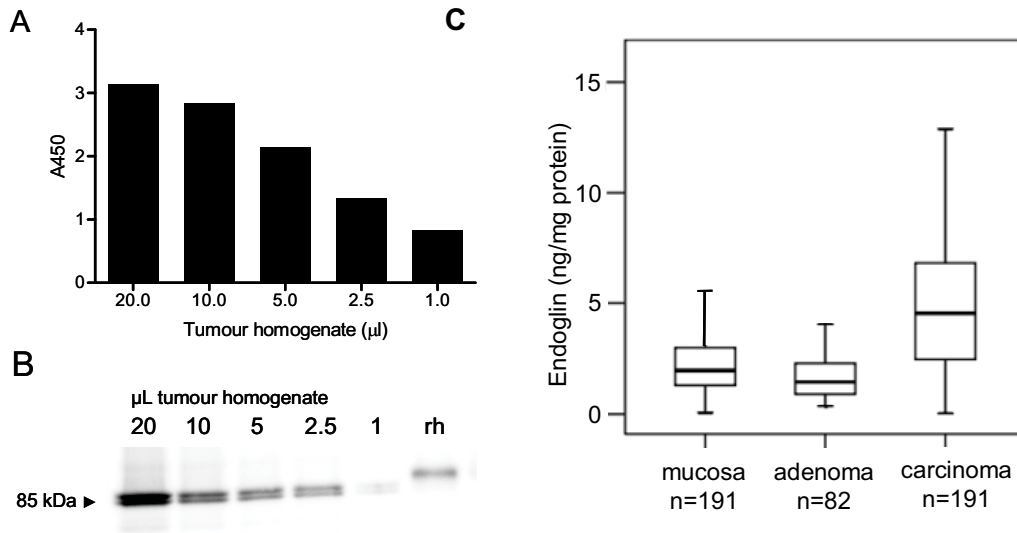 A
4
3
2
1
0
A450
20.0 10.0 5.0 2.5 1.0
Tumour homogenate (µl)
B
µL tumour homogenate
20 10 5 2.5 1 rh
85 kDa ►
C
15
10
5
0
Endoglin (ng/mg protein)
mucosa adenoma carcinoma
n=191 n=82 n=191